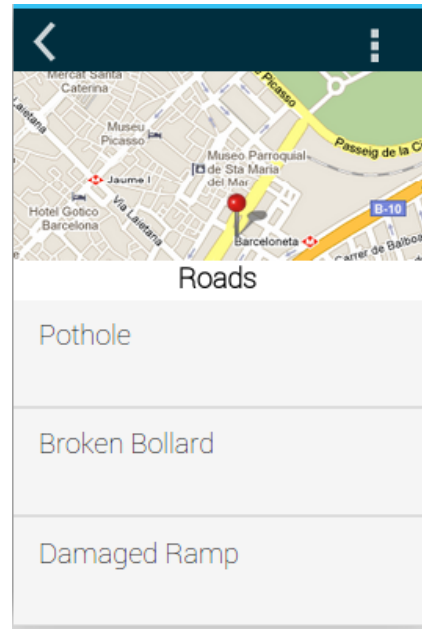 Mercat Santa
Caterina
Picasso
Laietana
Museu
Picasso
Passeig de la C
Museo Parroquial
de Sta Maria
del Mar
Jaume I
Hotel Gotico
Barcelona
Via Laietana
B-10
Barceloneta
Carrer de Balboa
Roads
Pothole
Broken Bollard
Damaged Ramp